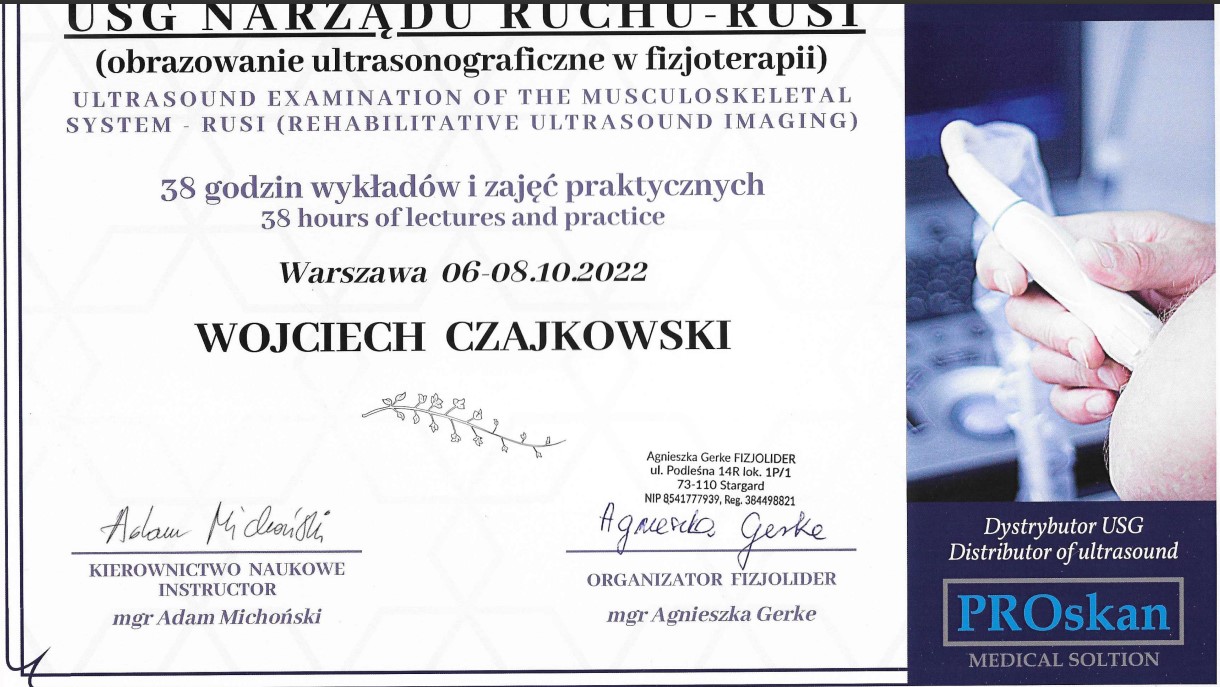 USG NARZĄDU RUCHU-RUSI
(obrazowanie ultrasonograficzne w fizjoterapii)
ULTRASOUND EXAMINATION OF THE MUSCULOSKELETAL
SYSTEM - RUSI (REHABILITATIVE ULTRASOUND IMAGING)
38 godzin wykładów i zajęć praktycznych
38 hours of lectures and practice
Warszawa 06-08.10.2022
WOJCIECH CZAJKOWSKI
Agnieszka Gerke FIZJOLIDER
ul. Podleśna 14R lok. 1P/1
73-110 Stargard
NIP 8541777939, Reg. 384498821
Adam Michoński
KIEROWNICTWO NAUKOWE
INSTRUCTOR
mgr Adam Michoński
Agnieszka Gerke
ORGANIZATOR FIZJOLIDER
mgr Agnieszka Gerke
Dystrybutor USG
Distributor of ultrasound
PROskan
MEDICAL SOLTION